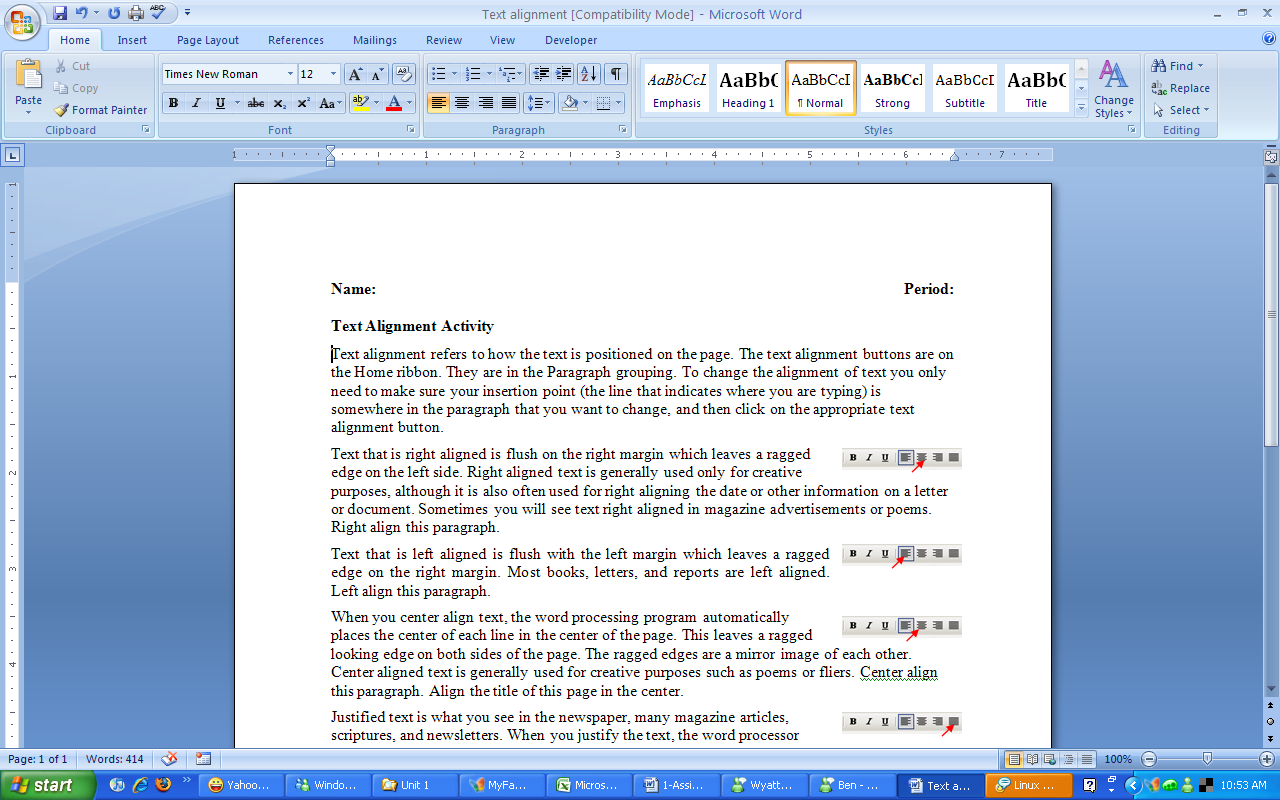 Text alignment [Compatibility Mode] - Microsoft Word
Home Insert Page Layout References Mailings Review View Developer
Paste
Cut
Copy
Format Painter
Clipboard
Times New Roman 12
B I U abc X₂ X² Aa
Font
Paragraph
AaBbCcI AaBbC AaBbCcI AaBbCcI AaBbCcI AaBbC
Emphasis Heading 1 ¶ Normal Strong Subtitle Title
Change Styles
Styles
Find
Replace
Select
Editing
1 1 2 3 4 5 6 7
Name: Period:
Text Alignment Activity
Text alignment refers to how the text is positioned on the page. The text alignment buttons are on
the Home ribbon. They are in the Paragraph grouping. To change the alignment of text you only
need to make sure your insertion point (the line that indicates where you are typing) is
somewhere in the paragraph that you want to change, and then click on the appropriate text
alignment button.
Text that is right aligned is flush on the right margin which leaves a ragged
B I U
edge on the left side. Right aligned text is generally used only for creative
purposes, although it is also often used for right aligning the date or other information on a letter
or document. Sometimes you will see text right aligned in magazine advertisements or poems.
Right align this paragraph.
Text that is left aligned is flush with the left margin which leaves a ragged
B I U
edge on the right margin. Most books, letters, and reports are left aligned.
Left align this paragraph.
When you center align text, the word processing program automatically
B I U
places the center of each line in the center of the page. This leaves a ragged
looking edge on both sides of the page. The ragged edges are a mirror image of each other.
Center aligned text is generally used for creative purposes such as poems or fliers. Center align
this paragraph. Align the title of this page in the center.
Justified text is what you see in the newspaper, many magazine articles,
B I U
scriptures, and newsletters. When you justify the text, the word processor
Page: 1 of 1 Words: 414 100%
start Yahoo... Windo... Unit 1 MyFa... Micros... 1-Assi... Wyatt... Ben - ... Text a... Linux ... 10:53 AM